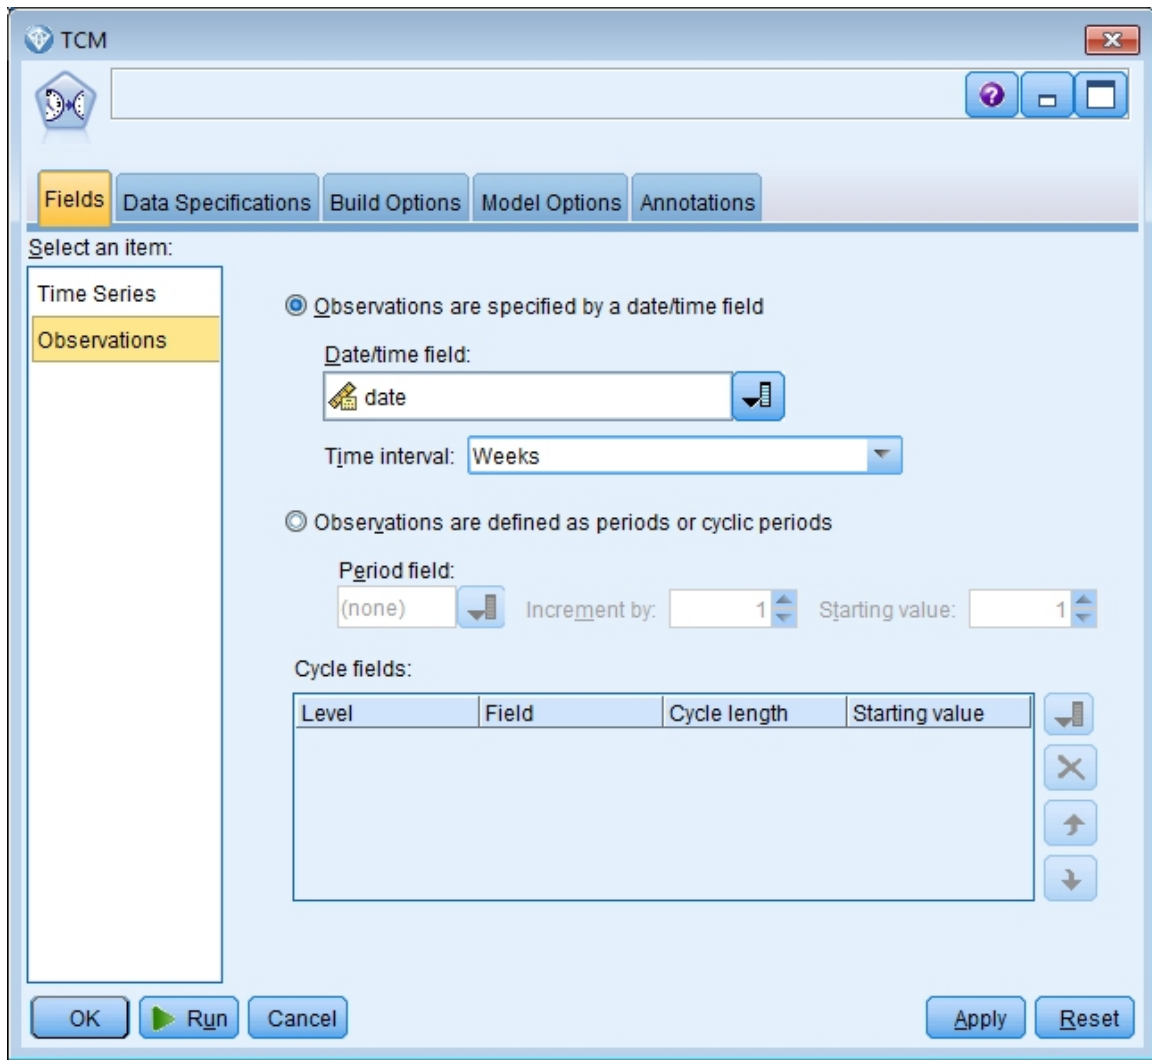 TCM
Fields Data Specifications Build Options Model Options Annotations
Select an item:
Time Series
Observations
Observations are specified by a date/time field
Date/time field:
date
Time interval: Weeks
Observations are defined as periods or cyclic periods
Period field:
(none) Increment by: 1 Starting value: 1
Cycle fields:
Level Field Cycle length Starting value
OK Run Cancel Apply Reset